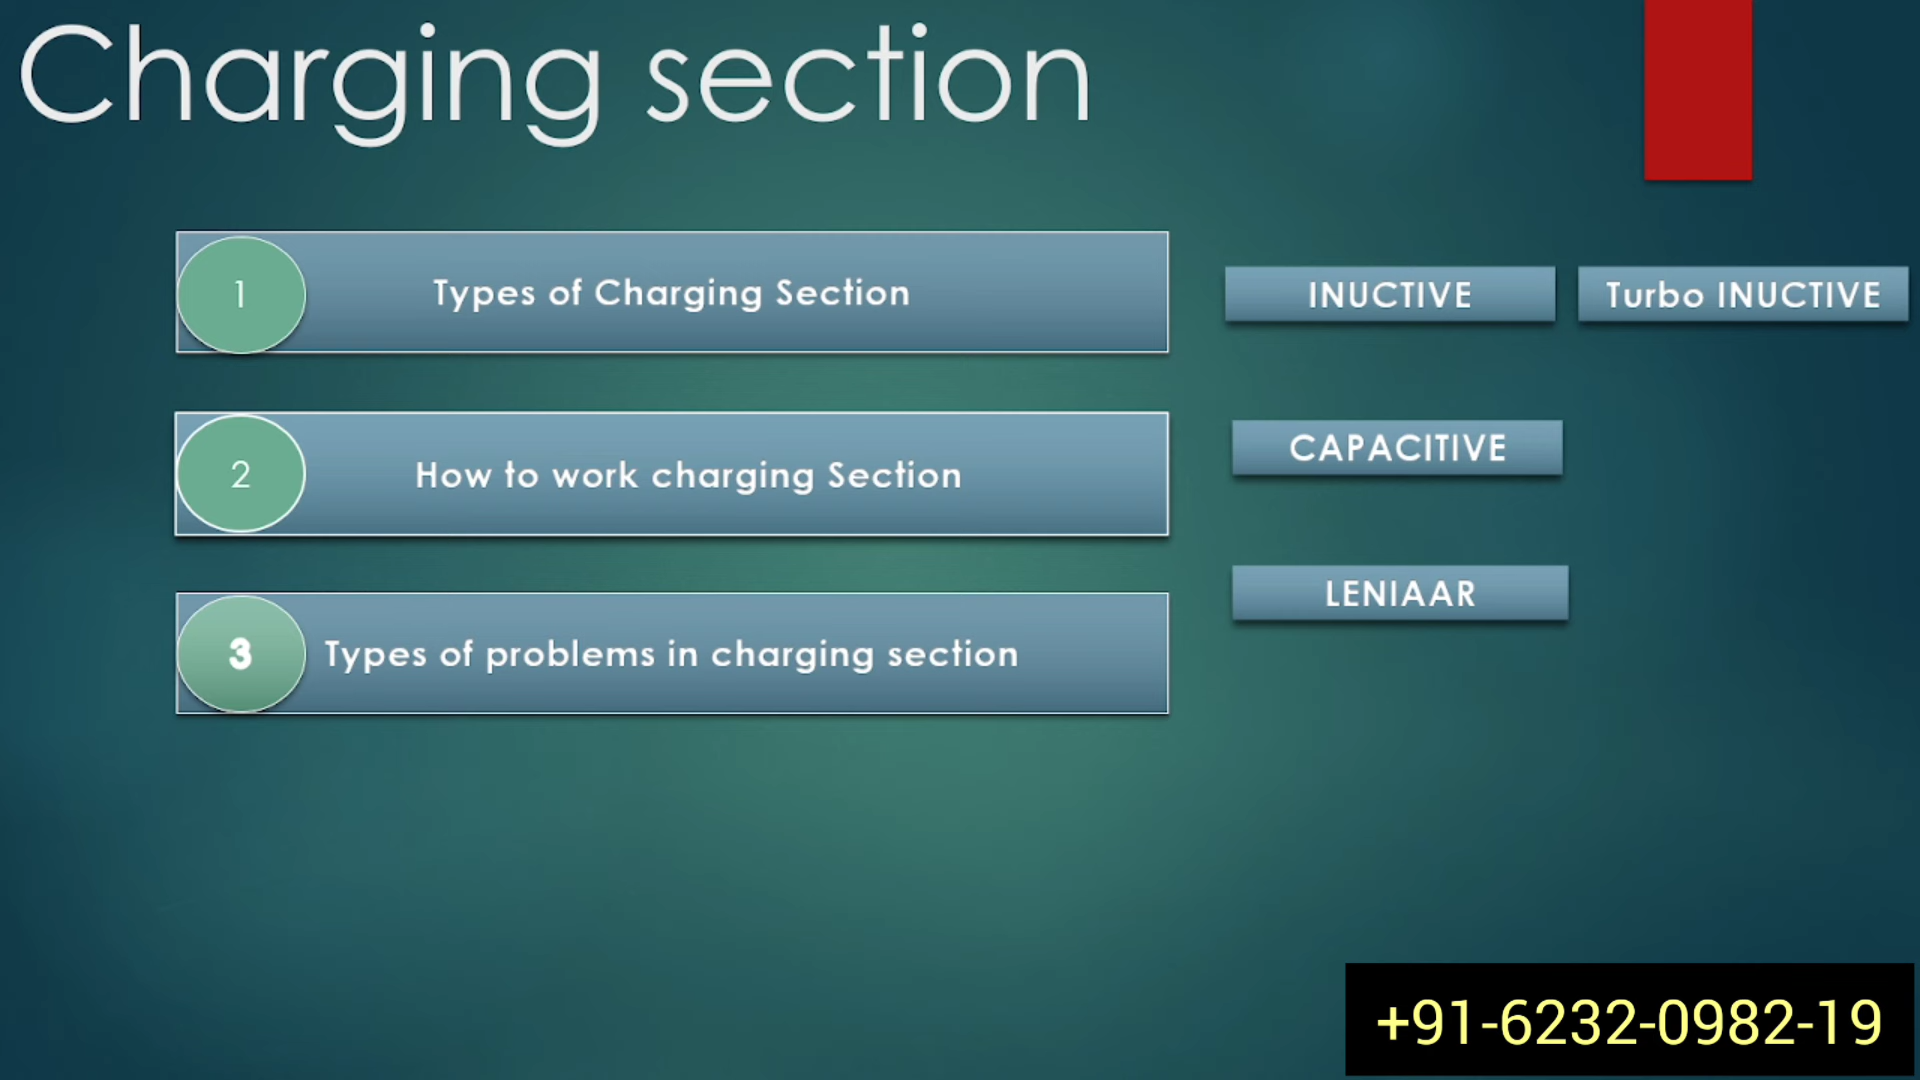 Charging section
1 Types of Charging Section
INUCTIVE
Turbo INUCTIVE
2 How to work charging Section
CAPACITIVE
LENIAAR
3 Types of problems in charging section
+91-6232-0982-19